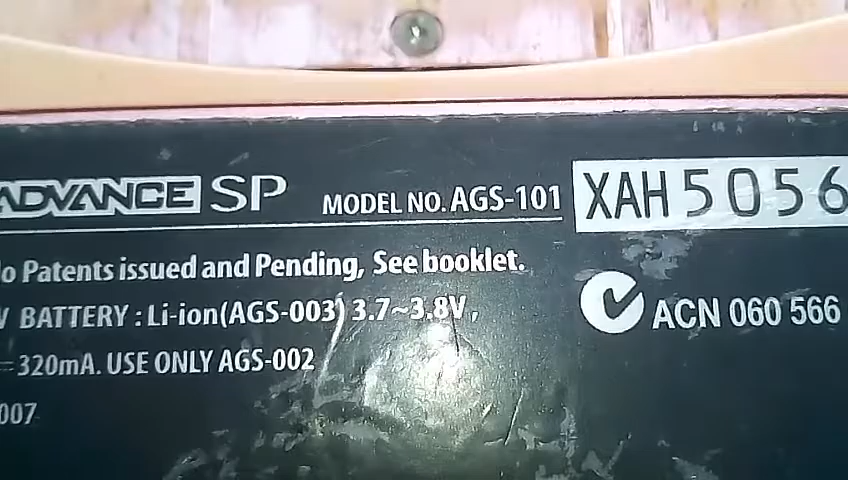 ADVANCE SP MODEL NO. AGS-101 XAH5056
o Patents issued and Pending, See booklet.
V BATTERY : Li-ion(AGS-003) 3.7~3.8V, ACN 060 566
320mA. USE ONLY AGS-002
007